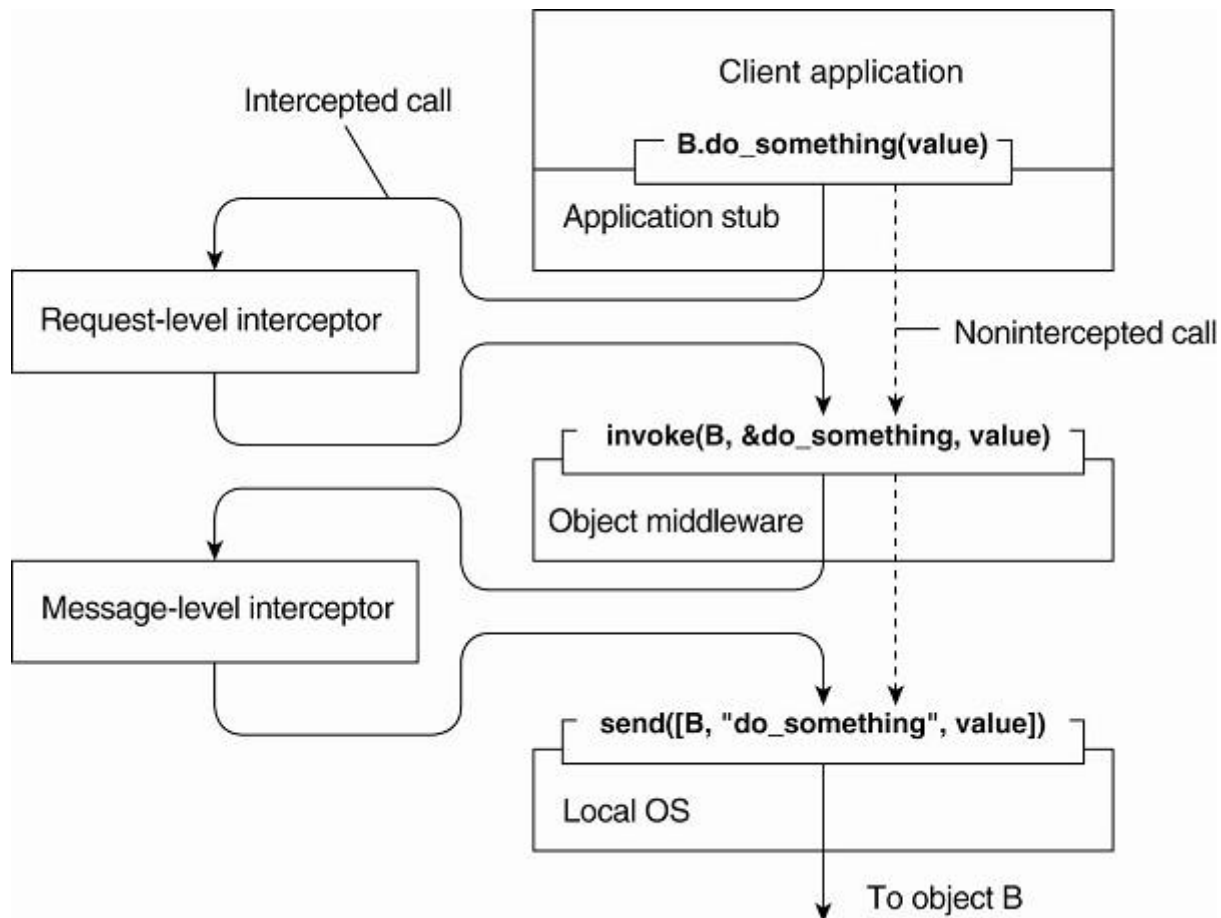 Client application
Intercepted call
B.do_something(value)
Application stub
Request-level interceptor
Nonintercepted call
invoke(B, &do_something, value)
Object middleware
Message-level interceptor
send([B, "do_something", value])
Local OS
To object B